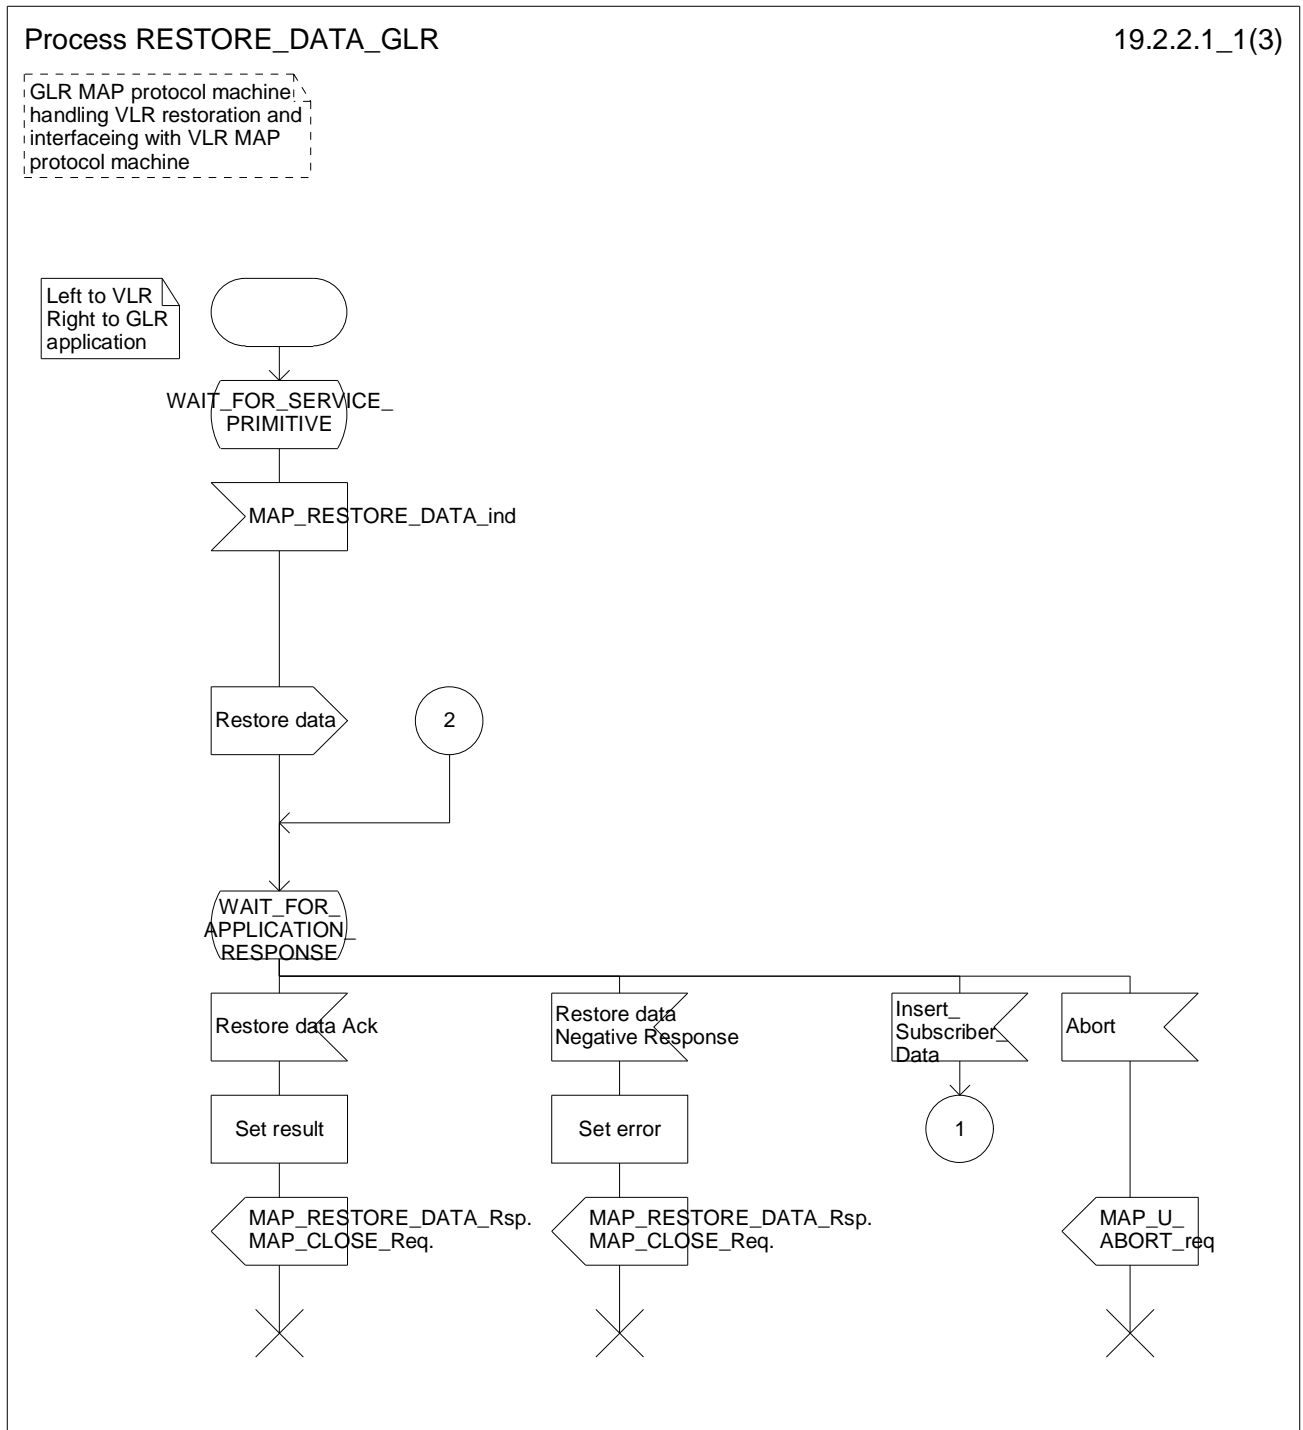 Process RESTORE_DATA_GLR
19.2.2.1_1(3)
GLR MAP protocol machine
handling VLR restoration and
interfaceing with VLR MAP
protocol machine
Left to VLR
Right to GLR
application
WAIT_FOR_SERVICE_
PRIMITIVE
MAP_RESTORE_DATA_ind
Restore data
2
WAIT_FOR_
APPLICATION_
RESPONSE
Restore data Ack
Restore data
Negative Response
Insert_
Subscriber_
Data
Abort
Set result
Set error
1
MAP_RESTORE_DATA_Rsp.
MAP_CLOSE_Req.
MAP_RESTORE_DATA_Rsp.
MAP_CLOSE_Req.
MAP_U_
ABORT_req